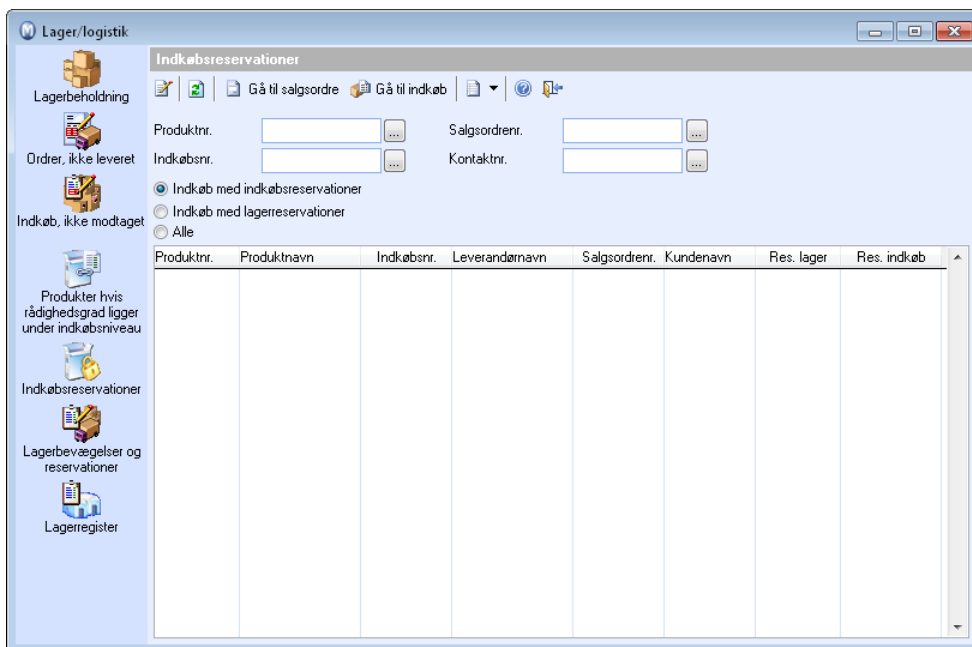 Lager/logistik
Lagerbeholdning
Ordrer, ikke leveret
Indkøb, ikke modtaget
Produkter hvis
rådighedsgrad ligger
under indkøbsniveau
Indkøbsreservationer
Lagerbevægelser og
reservationer
Lagerregister
Indkøbsreservationer
Gå til salgsordre Gå til indkøb
Produktnr. ... Salgsordrenr. ...
Indkøbsnr. ... Kontaktnr. ...
Indkøb med indkøbsreservationer
Indkøb med lagerreservationer
Alle
Produktnr. Produktnavn Indkøbsnr. Leverandørnavn Salgsordrenr. Kundenavn Res. lager Res. indkøb